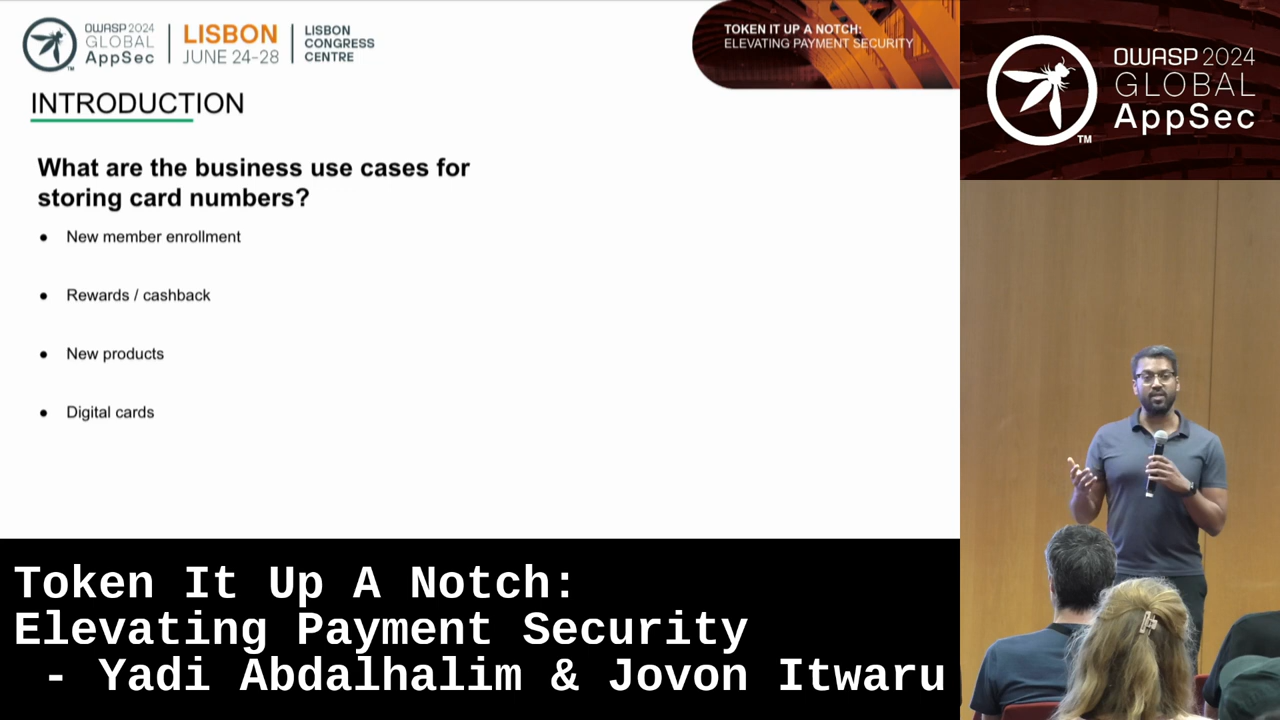 OWASP 2024
GLOBAL
AppSec
TM
LISBON
JUNE 24-28
LISBON
CONGRESS
CENTRE
TOKEN IT UP A NOTCH:
ELEVATING PAYMENT SECURITY
INTRODUCTION
What are the business use cases for
storing card numbers?
• New member enrollment
• Rewards / cashback
• New products
• Digital cards
OWASP 2024
GLOBAL
AppSec
TM
Token It Up A Notch:
Elevating Payment Security
- Yadi Abdalhalim & Jovon Itwaru